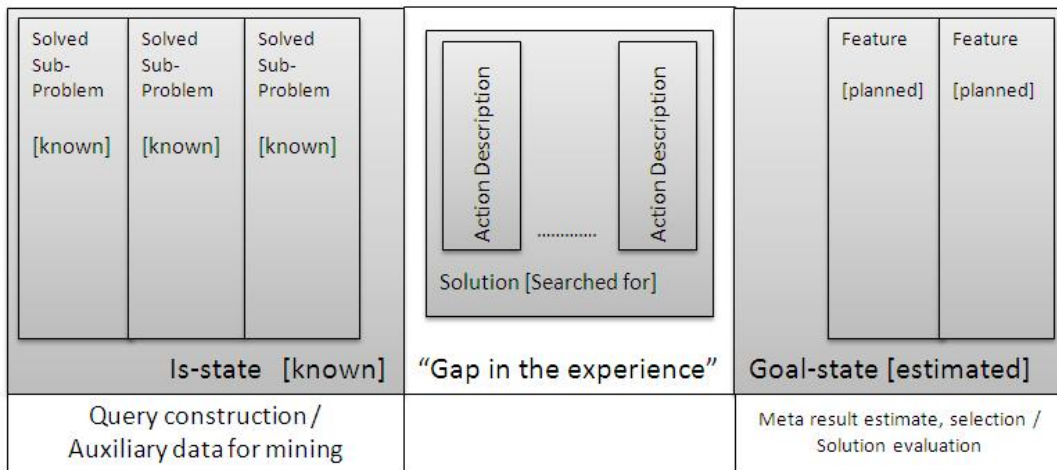 Solved
Sub-
Problem
[known]
Solved
Sub-
Problem
[known]
Solved
Sub-
Problem
[known]
Is-state [known]
Query construction /
Auxiliary data for mining
Action Description
.............
Action Description
Solution [Searched for]
“Gap in the experience”
Feature
[planned]
Feature
[planned]
Goal-state [estimated]
Meta result estimate, selection /
Solution evaluation